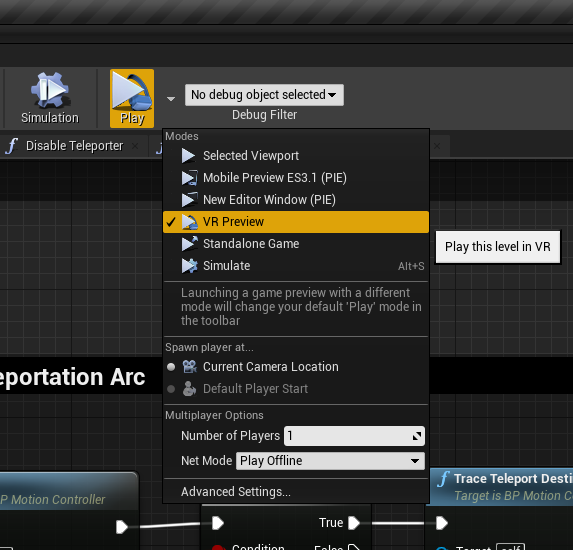 No debug object selected
Simulation
Play
Debug Filter
Disable Teleporter
Modes
Selected Viewport
Mobile Preview ES3.1 (PIE)
New Editor Window (PIE)
VR Preview
Standalone Game
Play this level in VR
Simulate Alt+S
Launching a game preview with a different
mode will change your default 'Play' mode in
the toolbar
Spawn player at...
Current Camera Location
eportation Arc
Default Player Start
Multiplayer Options
Number of Players 1
Net Mode Play Offline
Trace Teleport Desti
Advanced Settings...
BP Motion Controller
Target is BP Motion Co
True
Condition
False
Target self